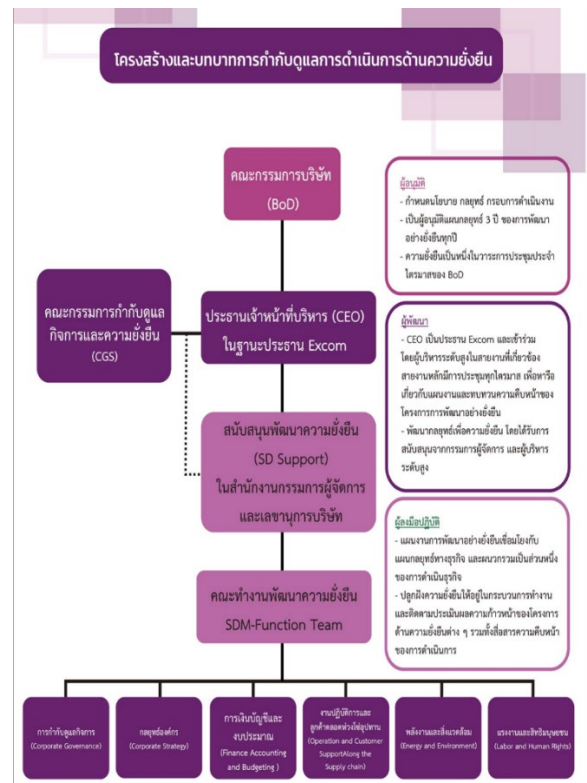 โครงสร้างและบทบาทการกำกับดูแลการดำเนินการด้านความยั่งยืน
คณะกรรมการบริษัท
(BoD)
ผู้อนุมัติ
- กำหนดนโยบาย กลยุทธ์ กรอบการดำเนินงาน
- เป็นผู้อนุมัติแผนกลยุทธ์ 3 ปี ของการพัฒนา
อย่างยั่งยืนทุกปี
- ความยั่งยืนเป็นหนึ่งในวาระการประชุมประจำ
ไตรมาสของ BoD
คณะกรรมการกำกับดูแล
กิจการและความยั่งยืน
(CGS)
ประธานเจ้าหน้าที่บริหาร (CEO)
ในฐานะประธาน Excom
ผู้พัฒนา
- CEO เป็นประธาน Excom และเข้าร่วม
โดยผู้บริหารระดับสูงในสายงานที่เกี่ยวข้อง
สายงานหลักมีการประชุมทุกไตรมาส เพื่อหารือ
เกี่ยวกับแผนงานและทบทวนความคืบหน้าของ
โครงการการพัฒนาอย่างยั่งยืน
- พัฒนากลยุทธ์เพื่อความยั่งยืน โดยได้รับการ
สนับสนุนจากกรรมการผู้จัดการ และผู้บริหาร
ระดับสูง
สนับสนุนพัฒนาความยั่งยืน
(SD Support)
ในสำนักงานกรรมการผู้จัดการ
และเลขานุการบริษัท
ผู้ลงมือปฏิบัติ
- แผนงานการพัฒนาอย่างยั่งยืนเชื่อมโยงกับ
แผนกลยุทธ์ทางธุรกิจ และผนวกรวมเป็นส่วนหนึ่ง
ของการดำเนินธุรกิจ
- ปลูกฝังความยั่งยืนให้อยู่ในกระบวนการทำงาน
และติดตามประเมินผลความก้าวหน้าของโครงการ
ด้านความยั่งยืนต่าง ๆ รวมทั้งสื่อสารความคืบหน้า
ของการดำเนินการ
คณะทำงานพัฒนาความยั่งยืน
SDM-Function Team
การกำกับดูแลกิจการ
(Corporate Governance)
กลยุทธ์องค์กร
(Corporate Strategy)
การเงินบัญชีและ
งบประมาณ
(Finance Accounting
and Budgeting )
งานปฏิบัติการและ
ลูกค้าตลอดห่วงโซ่อุปทาน
(Operation and Customer
SupportAlong the
Supply chain)
พลังงานและสิ่งแวดล้อม
(Energy and Environment)
แรงงานและสิทธิมนุษยชน
(Labor and Human Rights)